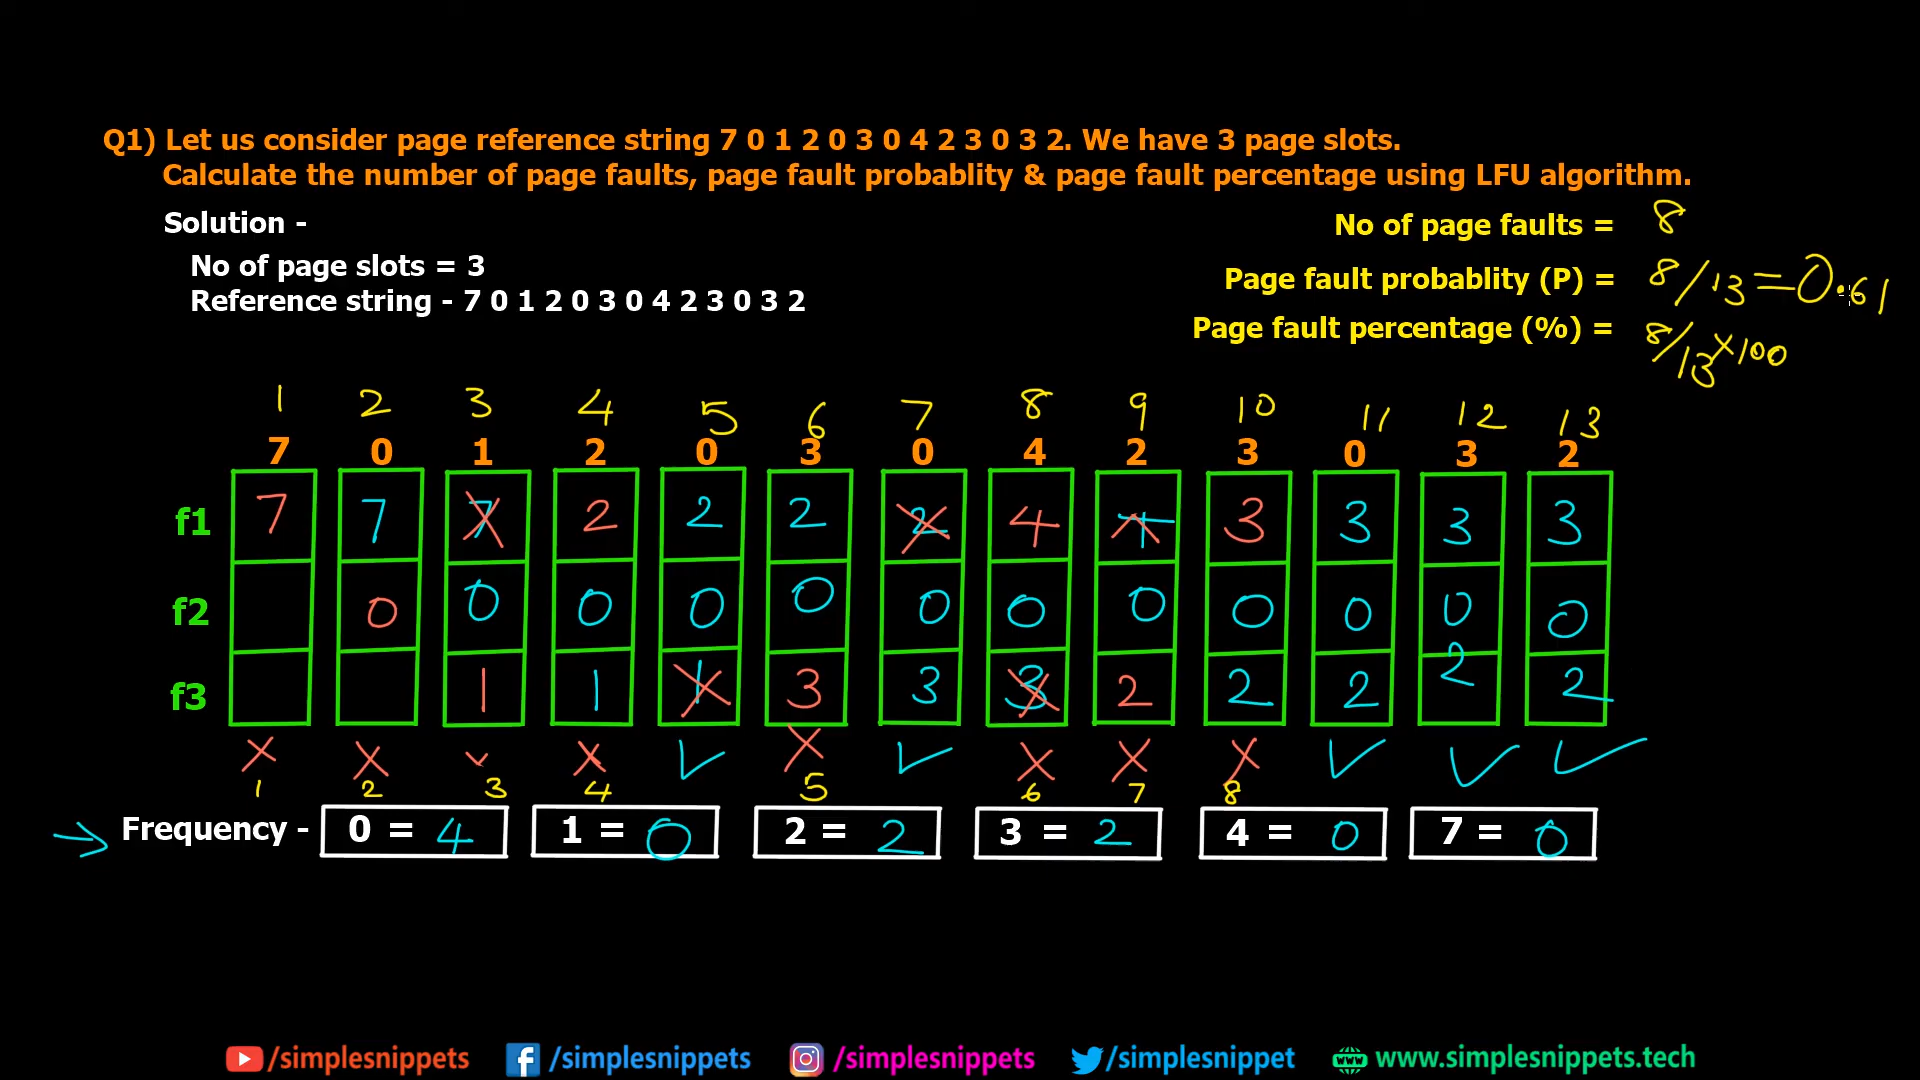 Q1) Let us consider page reference string 7 0 1 2 0 3 0 4 2 3 0 3 2. We have 3 page slots.
Calculate the number of page faults, page fault probablity & page fault percentage using LFU algorithm.
Solution -
No of page slots = 3
Reference string - 7 0 1 2 0 3 0 4 2 3 0 3 2
No of page faults = 8
Page fault probablity (P) = 8/13 = 0.61
Page fault percentage (%) = 8/13 × 100
1 2 3 4 5 6 7 8 9 10 11 12 13
7 0 1 2 0 3 0 4 2 3 0 3 2
f1 7 7 7 2 2 2 2 4 4 3 3 3 3
f2 0 0 0 0 0 0 0 0 0 0 0 0
f3 1 1 1 3 3 3 2 2 2 2 2
1 2 3 4 5 6 7 8
Frequency - 0 = 4 1 = 0 2 = 2 3 = 2 4 = 0 7 = 0
/simplesnippets /simplesnippets /simplesnippets /simplesnippet www.simplesnippets.tech